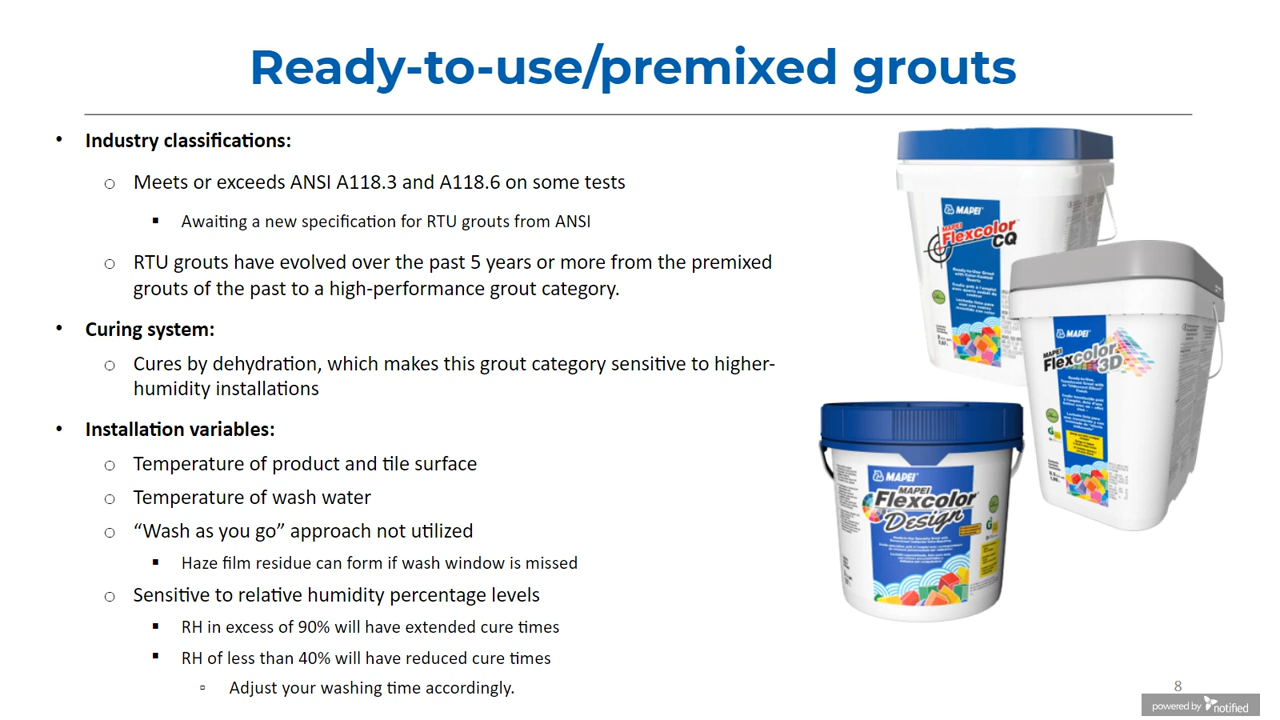 Ready-to-use/premixed grouts
• Industry classifications:
○ Meets or exceeds ANSI A118.3 and A118.6 on some tests
▪ Awaiting a new specification for RTU grouts from ANSI
○ RTU grouts have evolved over the past 5 years or more from the premixed
grouts of the past to a high-performance grout category.
• Curing system:
○ Cures by dehydration, which makes this grout category sensitive to higher-
humidity installations
• Installation variables:
○ Temperature of product and tile surface
○ Temperature of wash water
○ “Wash as you go” approach not utilized
▪ Haze film residue can form if wash window is missed
○ Sensitive to relative humidity percentage levels
▪ RH in excess of 90% will have extended cure times
▪ RH of less than 40% will have reduced cure times
▫ Adjust your washing time accordingly.
MAPEI
MAPEI
Flexcolor
CQ
MAPEI
MAPEI
Flexcolor
3D
MAPEI
MAPEI
Flexcolor
Design
8
powered by notified